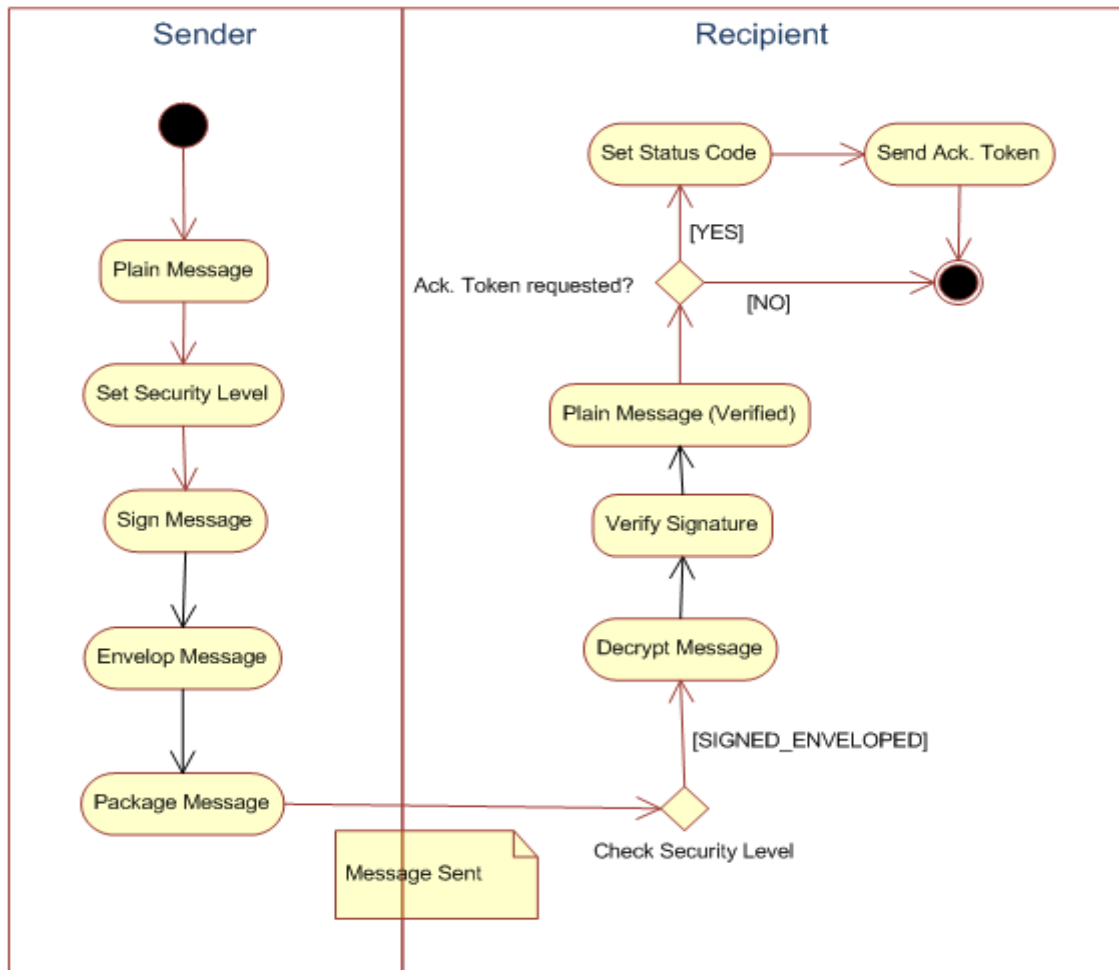 Sender
Recipient
Plain Message
Set Security Level
Sign Message
Envelop Message
Package Message
Message Sent
Check Security Level
[SIGNED_ENVELOPED]
Decrypt Message
Verify Signature
Plain Message (Verified)
Ack. Token requested?
[YES]
[NO]
Set Status Code
Send Ack. Token